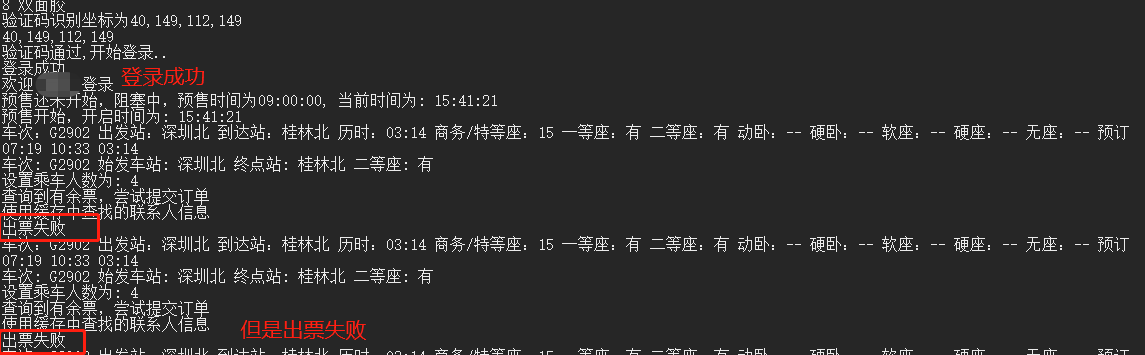 8 双面胶
验证码识别坐标为40,149,112,149
40,149,112,149
验证码通过,开始登录..
登录成功
欢迎 登录 登录成功
预售还未开始, 阻塞中, 预售时间为09:00:00, 当前时间为: 15:41:21
预售开始, 开启时间为: 15:41:21
车次: G2902 出发站: 深圳北 到达站: 桂林北 历时: 03:14 商务/特等座: 15 一等座: 有 二等座: 有 动卧: -- 硬卧: -- 软座: -- 硬座: -- 无座: -- 预订
07:19 10:33 03:14
车次: G2902 始发车站: 深圳北 终点站: 桂林北 二等座: 有
设置乘车人数为: 4
查询到有余票, 尝试提交订单
使用缓存中查找的联系人信息
出票失败
车次: G2902 出发站: 深圳北 到达站: 桂林北 历时: 03:14 商务/特等座: 15 一等座: 有 二等座: 有 动卧: -- 硬卧: -- 软座: -- 硬座: -- 无座: -- 预订
07:19 10:33 03:14
车次: G2902 始发车站: 深圳北 终点站: 桂林北 二等座: 有
设置乘车人数为: 4
查询到有余票, 尝试提交订单
使用缓存中查找的联系人信息 但是出票失败
出票失败